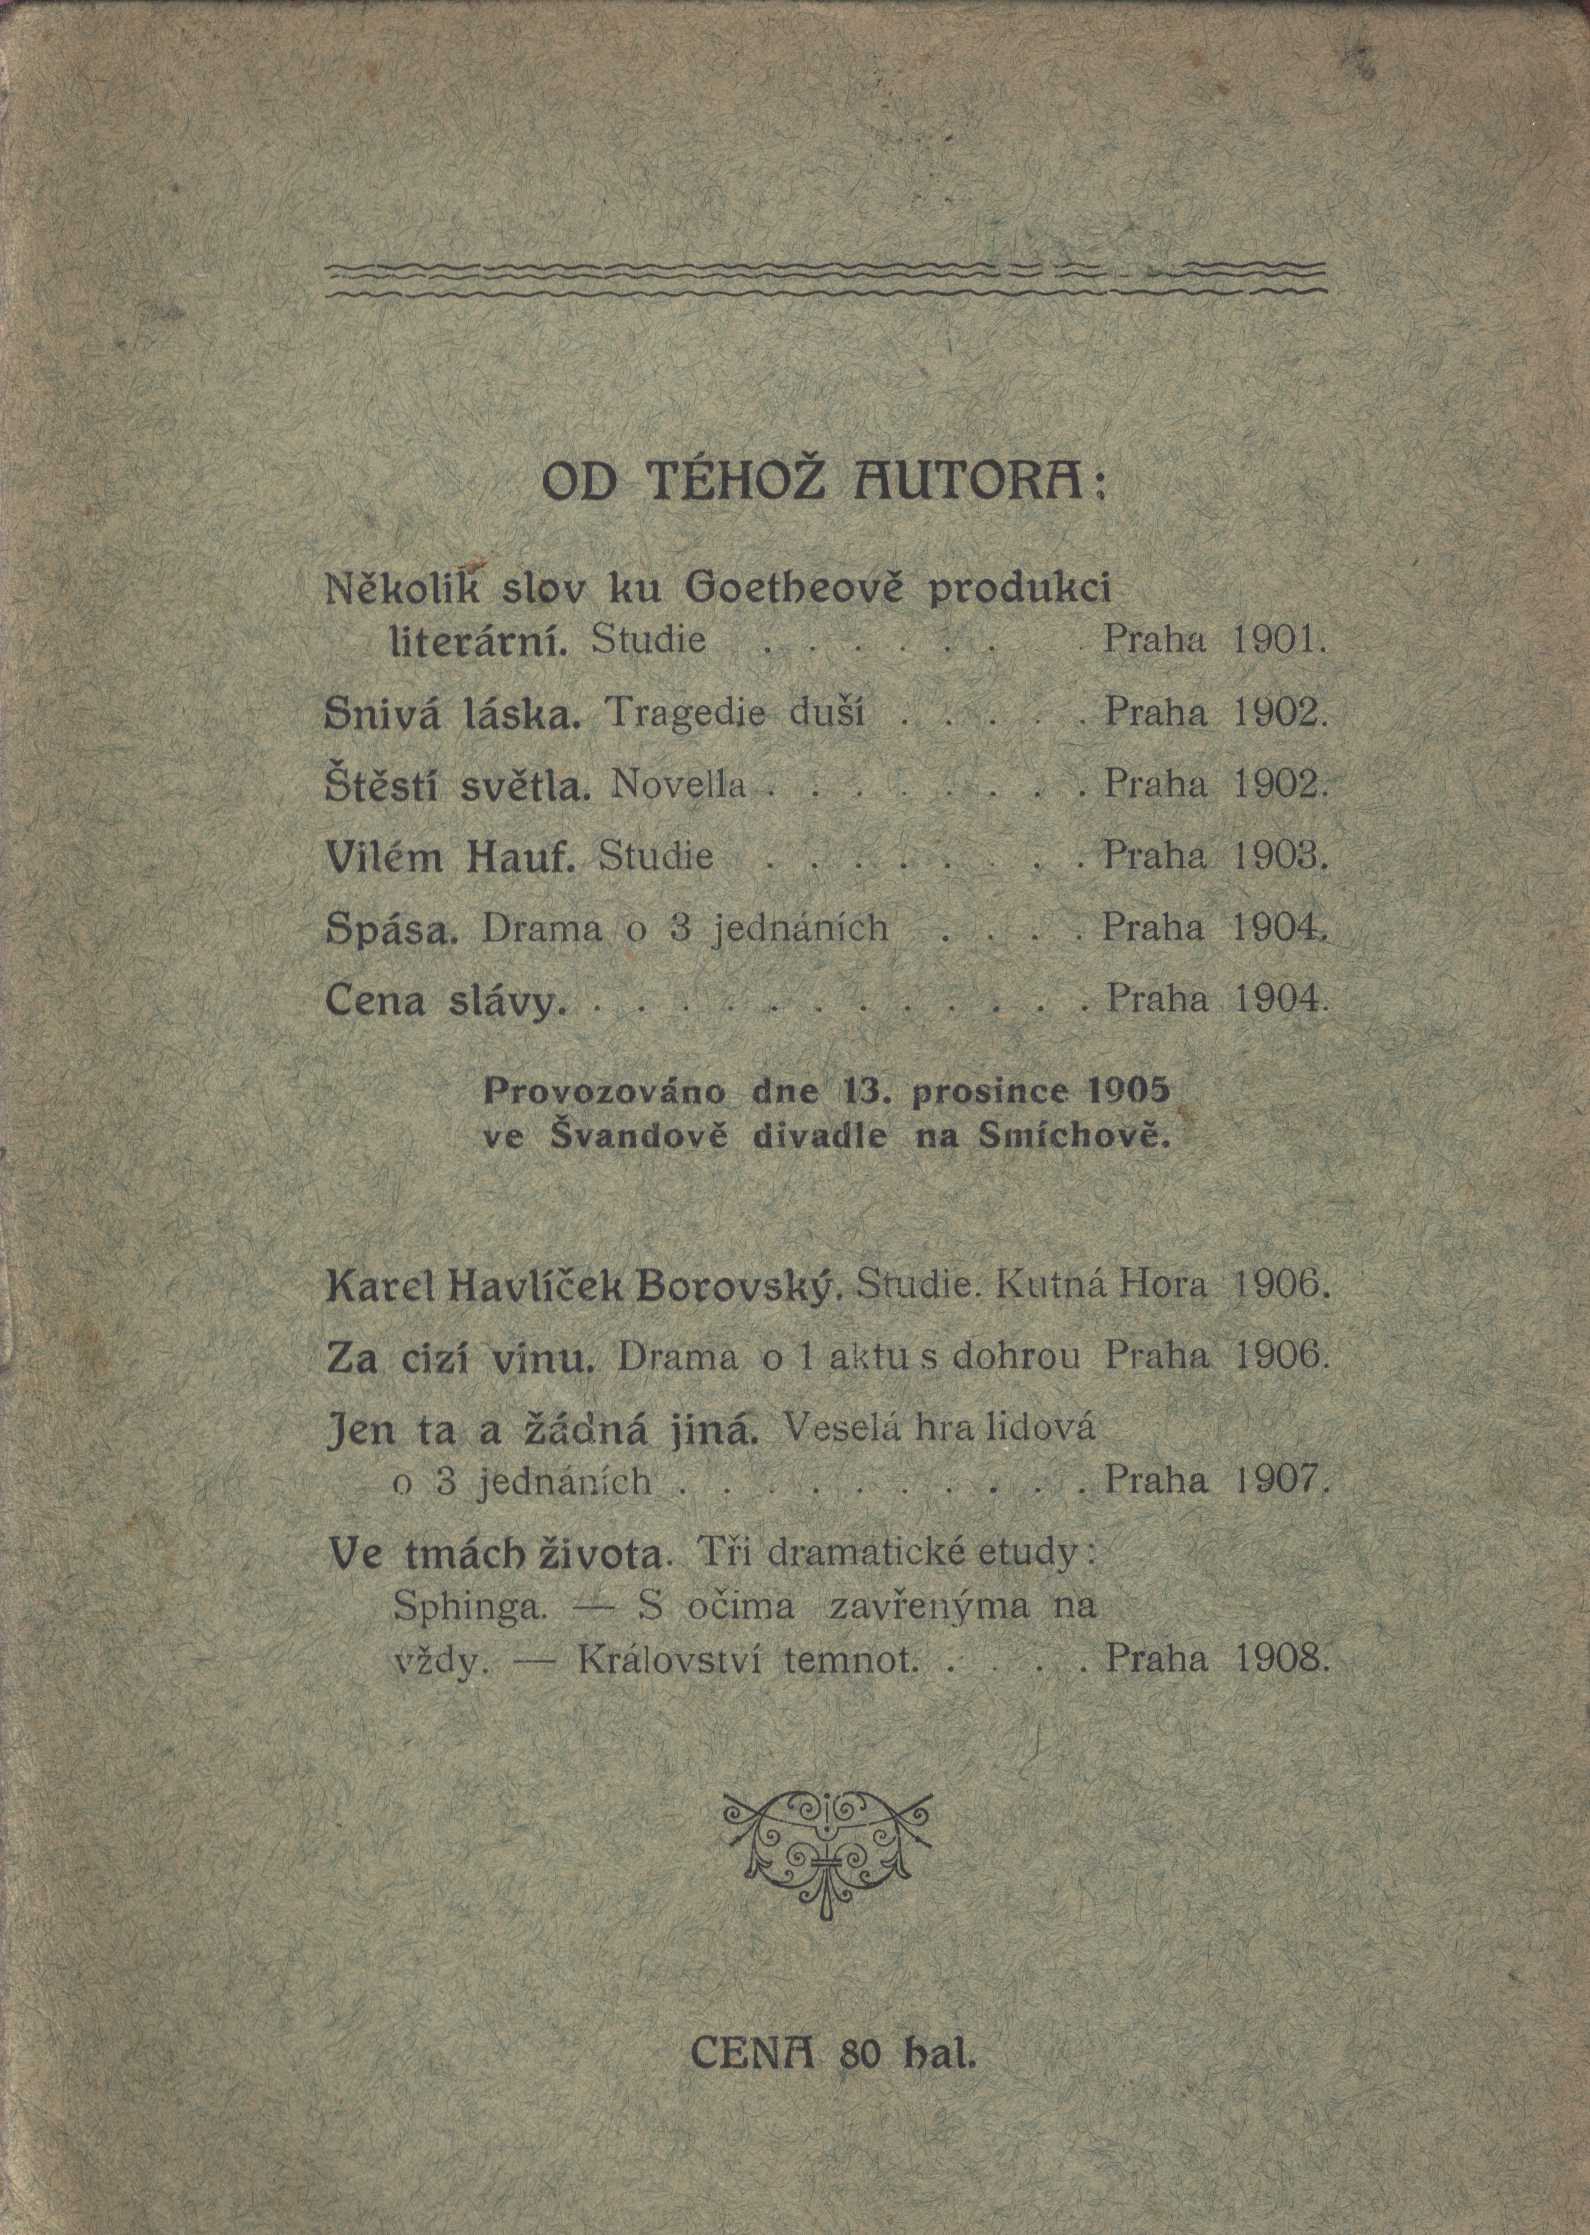 OD TÉHOŽ AUTORA:
Několik slov ku Goetheově produkci
literární. Studie . . . . . . . Praha 1901.
Snivá láska. Tragedie duší . . . . . Praha 1902.
Štěstí světla. Novella . . . . . . . . Praha 1902.
Vilém Hauf. Studie . . . . . . . . Praha 1903.
Spása. Drama o 3 jednáních . . . . Praha 1904.
Cena slávy. . . . . . . . . . . . . Praha 1904.
Provozováno dne 13. prosince 1905
ve Švandově divadle na Smíchově.
Karel Havlíček Borovský. Studie. Kutná Hora 1906.
Za cizí vinu. Drama o 1 aktu s dohrou Praha 1906.
Jen ta a žádná jiná. Veselá hra lidová
o 3 jednáních . . . . . . . . . . Praha 1907.
Ve tmách života. Tři dramatické etudy:
Sphinga. — S očima zavřenýma na
vždy. — Království temnot. . . . . Praha 1908.
CENA 80 hal.